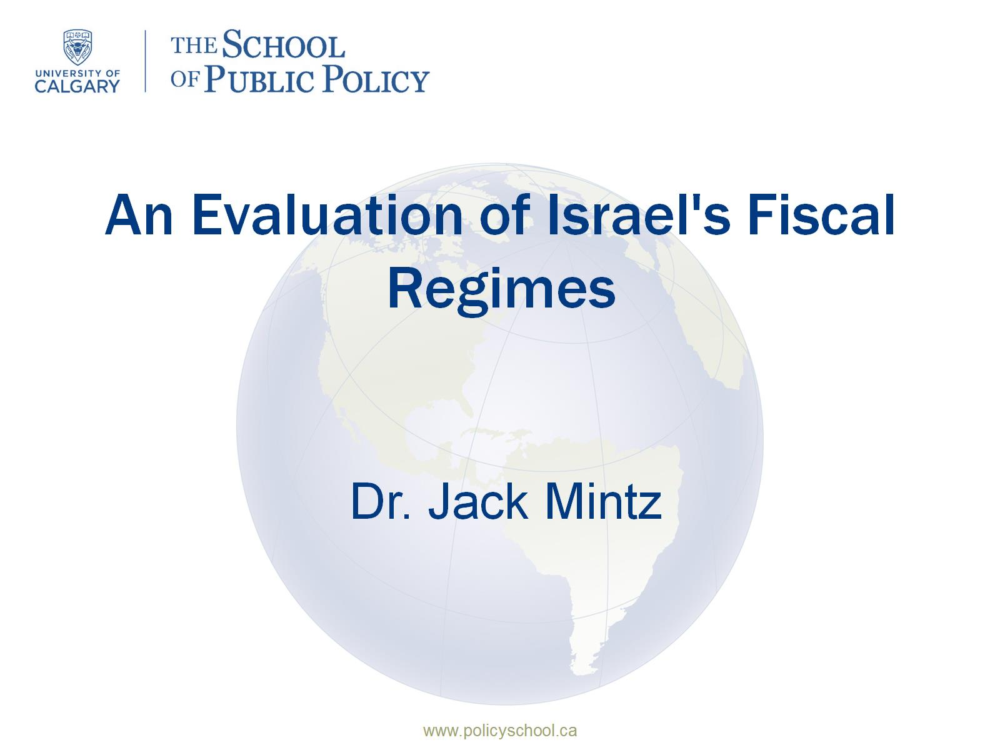 UNIVERSITY OF
CALGARY
THE SCHOOL
OF PUBLIC POLICY
An Evaluation of Israel's Fiscal
Regimes
Dr. Jack Mintz
www.policyschool.ca